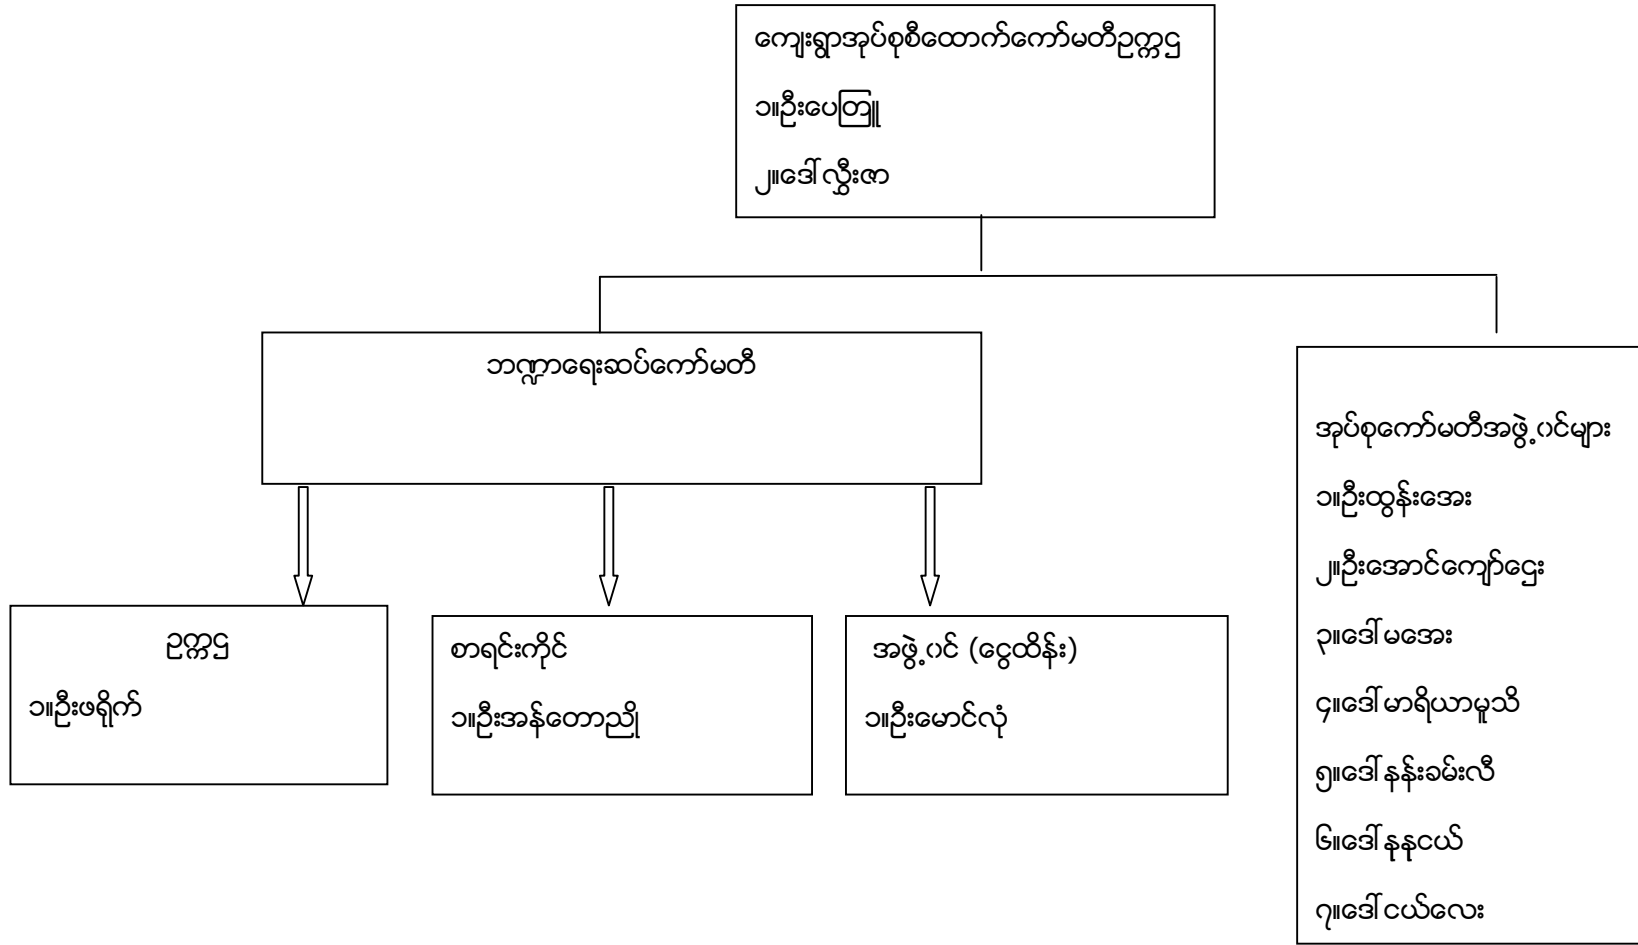 ကျေးရွာအုပ်စုစီထောက်ကော်မတီဥက္ကဌ
၁။ဦးပေတြူ
၂။ဒေါ်လွှီးဇာ
ဘဏ္ဍာရေးဆပ်ကော်မတီ
ဥက္ကဌ
၁။ဦးဖရိုက်
စာရင်းကိုင်
၁။ဦးအန်တောညို
အဖွဲ့ဝင် (ငွေထိန်း)
၁။ဦးမောင်လုံ
အုပ်စုကော်မတီအဖွဲ့ဝင်များ
၁။ဦးထွန်းအေး
၂။ဦးအောင်ကျော်ဌေး
၃။ဒေါ်မအေး
၄။ဒေါ်မာရိယာမူသိ
၅။ဒေါ်နန်းခမ်းလီ
၆။ဒေါ်နုနုငယ်
၇။ဒေါ်ငယ်လေး